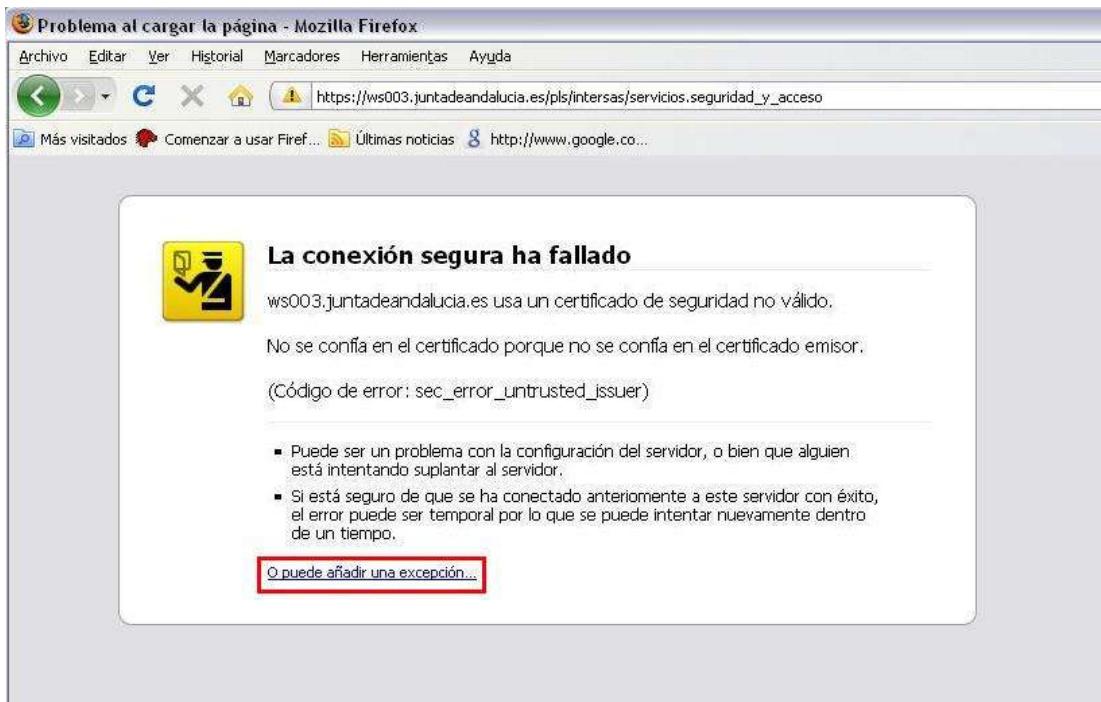 Problema al cargar la página - Mozilla Firefox
Archivo Editar Ver Historial Marcadores Herramientas Ayuda
https://ws003.juntadeandalucia.es/pls/intersas/servicios.seguridad_y_acceso
Más visitados Comenzar a usar Firef... Últimas noticias http://www.google.co...
La conexión segura ha fallado
ws003.juntadeandalucia.es usa un certificado de seguridad no válido.
No se confía en el certificado porque no se confía en el certificado emisor.
(Código de error: sec_error_untrusted_issuer)
Puede ser un problema con la configuración del servidor, o bien que alguien
está intentando suplantar al servidor.
Si está seguro de que se ha conectado anteriomente a este servidor con éxito,
el error puede ser temporal por lo que se puede intentar nuevamente dentro
de un tiempo.
O puede añadir una excepción...